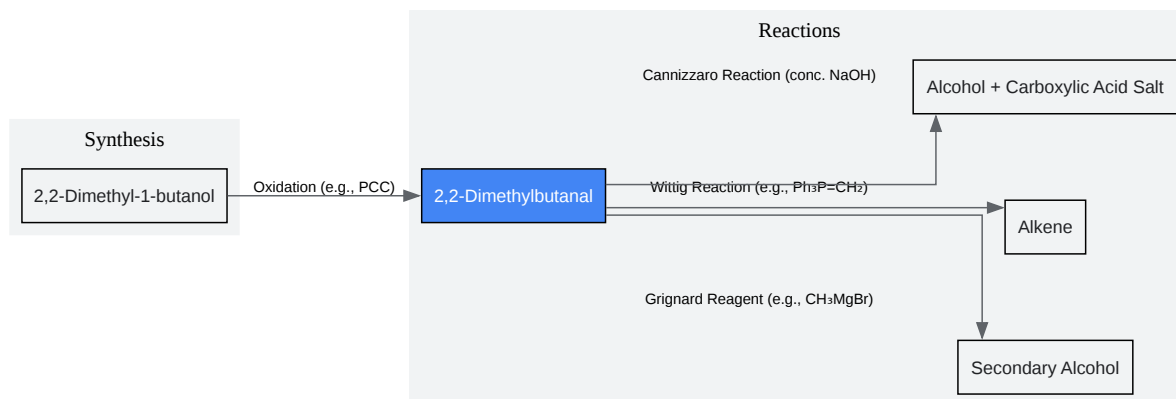 Reactions
Cannizzaro Reaction (conc. NaOH)
Alcohol + Carboxylic Acid Salt
Synthesis
2,2-Dimethyl-1-butanol
Oxidation (e.g., PCC)
2,2-Dimethylbutanal
Wittig Reaction (e.g., Ph₃P=CH₂)
Alkene
Grignard Reagent (e.g., CH₃MgBr)
Secondary Alcohol